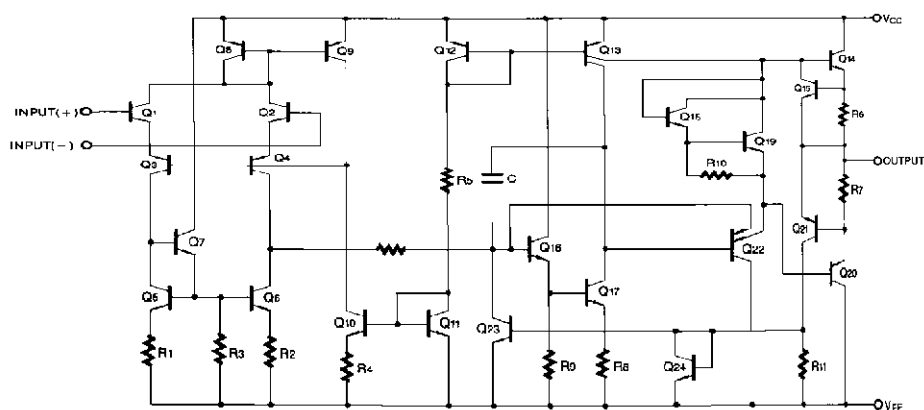 VCC
Q8
Q9
Q12
Q13
Q14
Q15
INPUT(+)
Q1
Q2
Q15
R6
Q19
INPUT(−)
Q3
Q4
R10
OUTPUT
R5
C
R7
Q7
Q16
Q22
Q21
Q20
Q5
Q6
Q17
Q10
Q11
Q23
R1
R3
R2
R4
R9
R8
Q24
R11
VEE